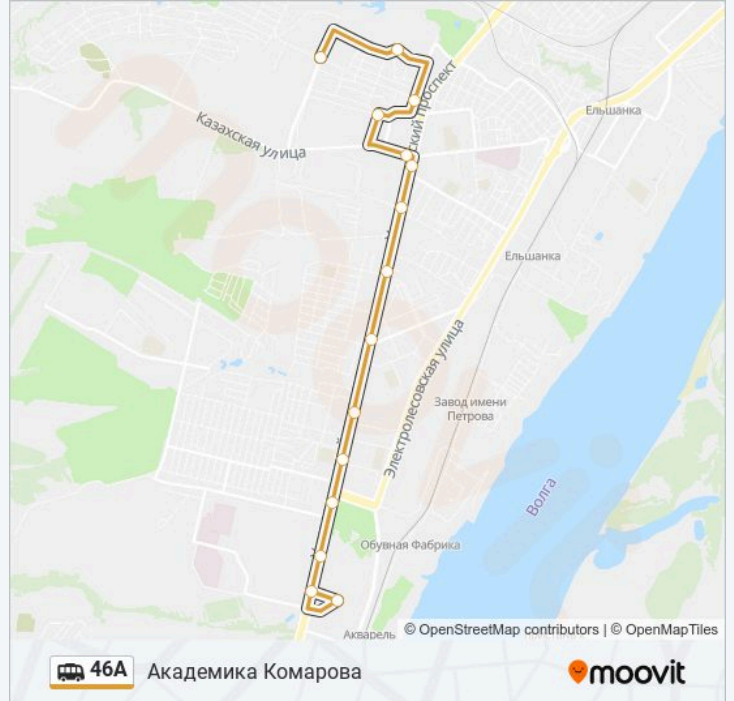 ский проспект
Ельшанка
Казахская улица
Ельшанка
Электролесовская улица
Завод имени
Петрова
Волга
Обувная Фабрика
Акварель
© OpenStreetMap contributors | © OpenMapTiles
46А Академика Комарова
moovit